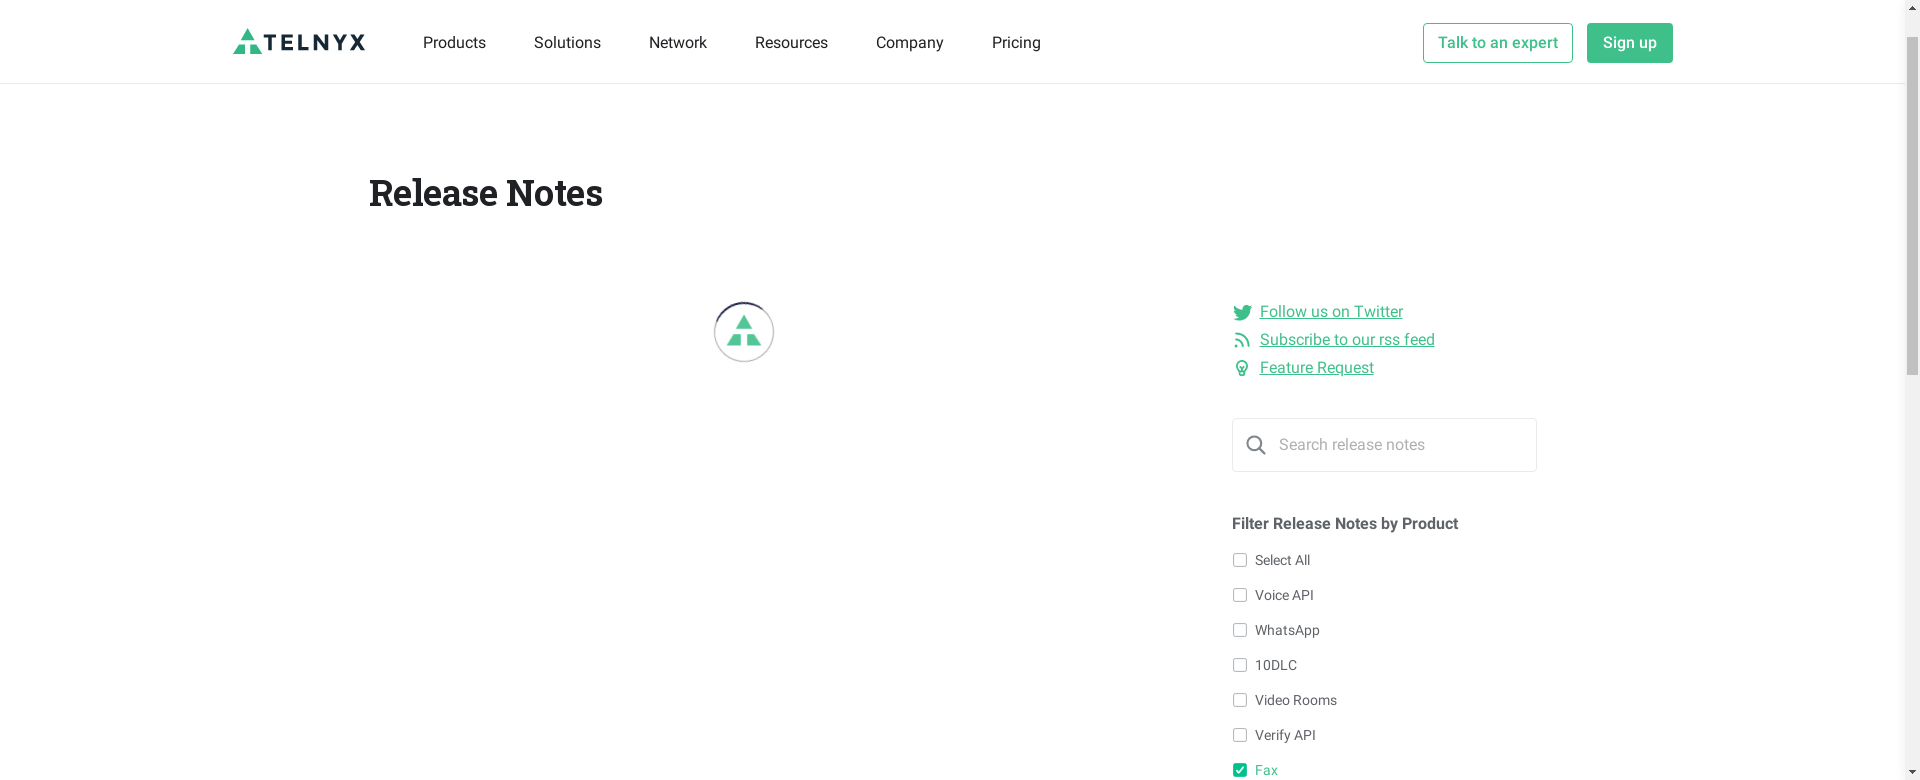 TELNYX
Products
Solutions
Network
Resources
Company
Pricing
Talk to an expert
Sign up
Release Notes
Follow us on Twitter
Subscribe to our rss feed
Feature Request
Search release notes
Filter Release Notes by Product
Select All
Voice API
WhatsApp
10DLC
Video Rooms
Verify API
Fax